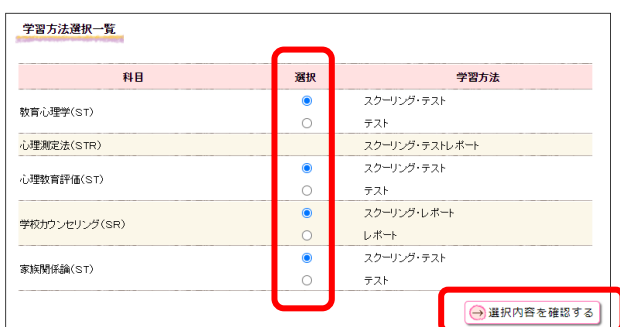 学習方法選択一覧
科目 選択 学習方法
教育心理学(ST) スクーリング・テスト
テスト
心理測定法(STR) スクーリング・テストレポート
心理教育評価(ST) スクーリング・テスト
テスト
学校カウンセリング(SR) スクーリング・レポート
レポート
家族関係論(ST) スクーリング・テスト
テスト
選択内容を確認する